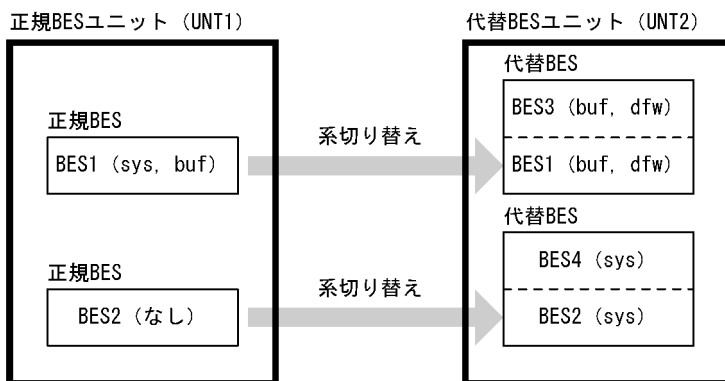 正規BESユニット（UNT1）
正規BES
BES1（sys, buf）
正規BES
BES2（なし）
系切り替え
系切り替え
代替BESユニット（UNT2）
代替BES
BES3（buf, dfw）
BES1（buf, dfw）
代替BES
BES4（sys）
BES2（sys）